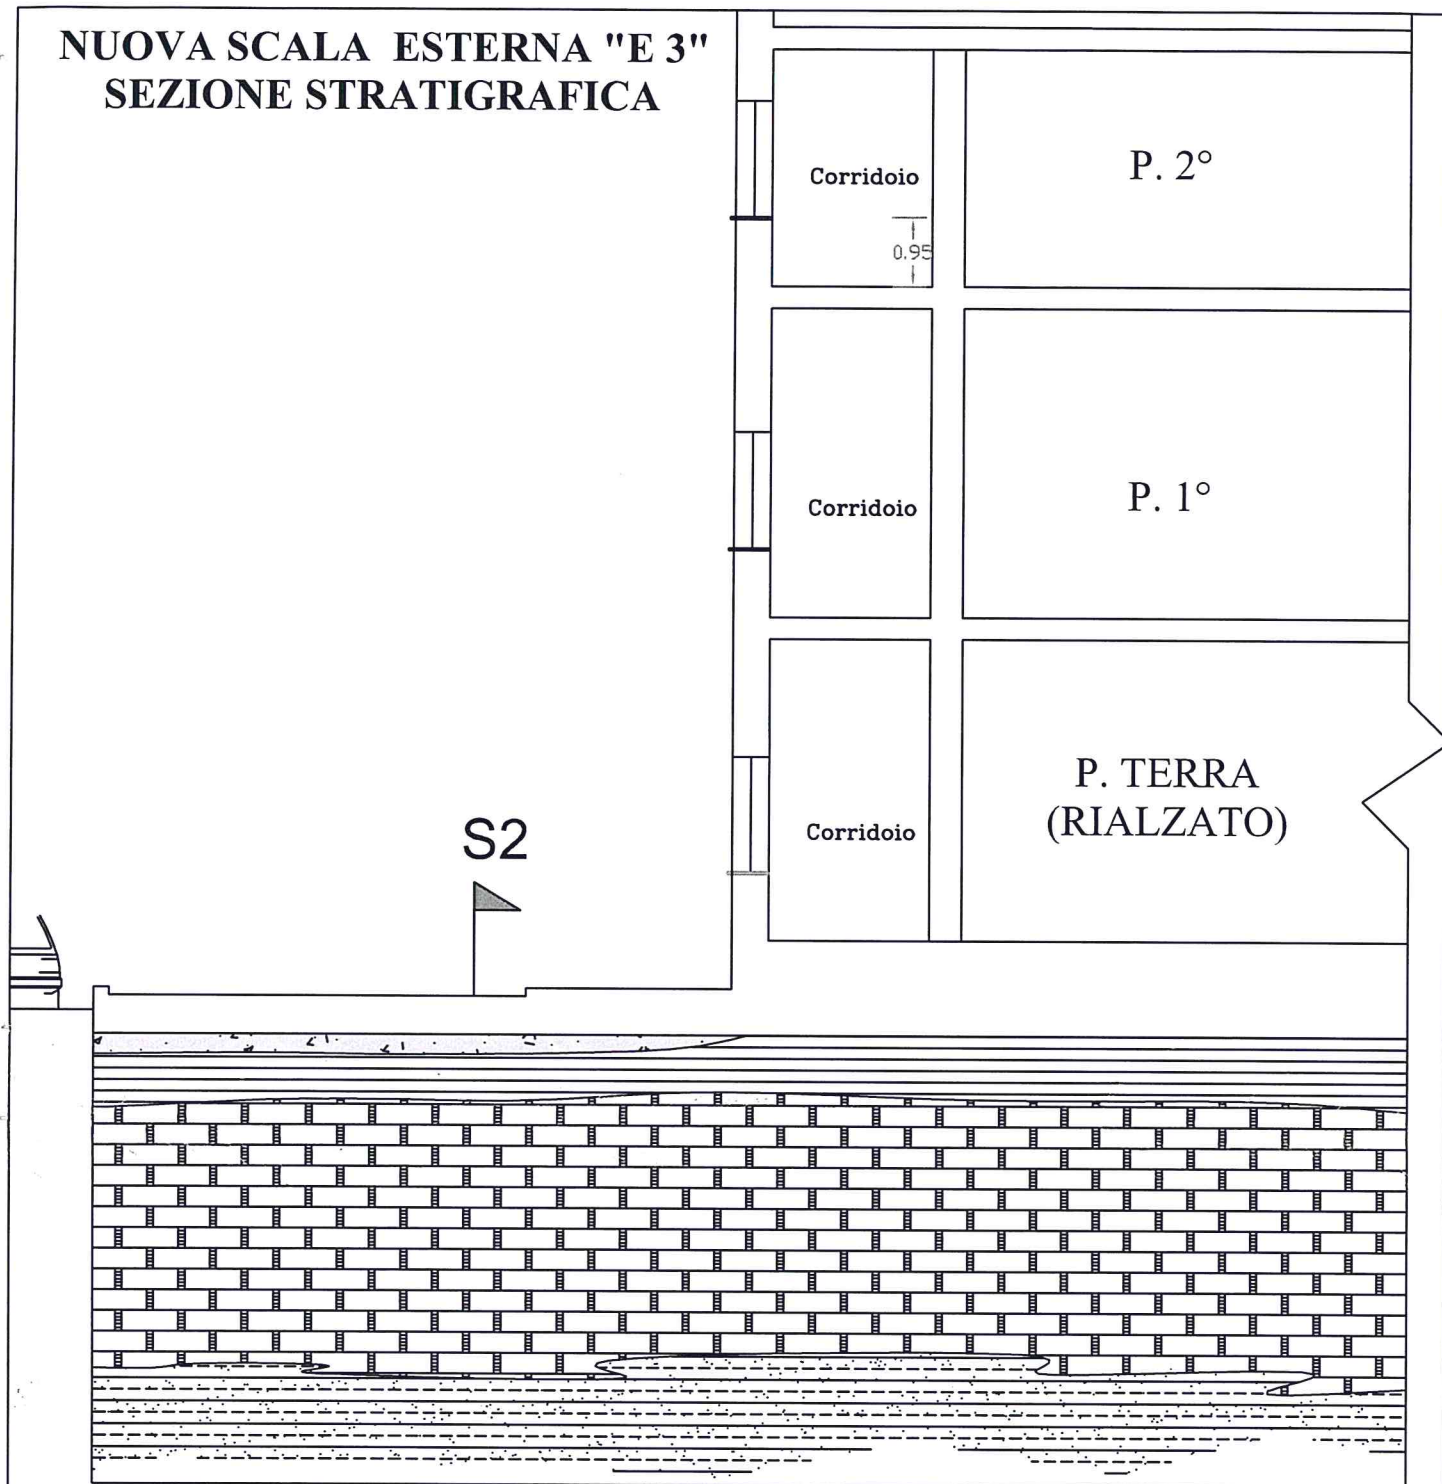 NUOVA SCALA ESTERNA "E 3"
SEZIONE STRATIGRAFICA
Corridoio
P. 2°
0.95
Corridoio
P. 1°
Corridoio
P. TERRA
(RIALZATO)
S2